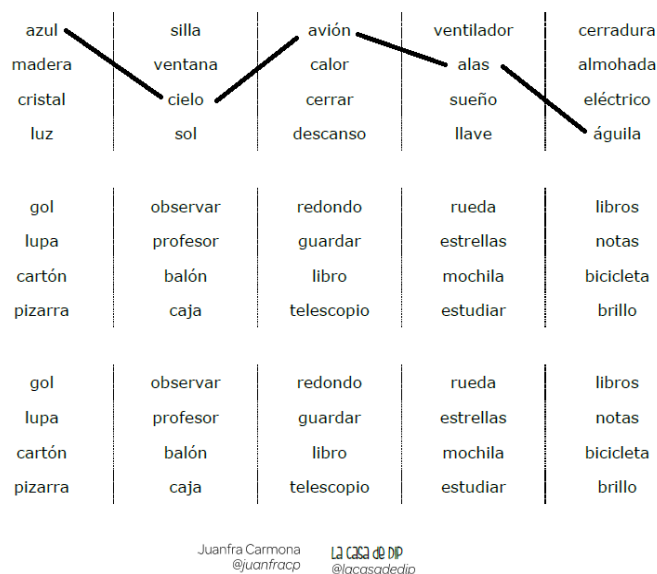 azul silla avión ventilador cerradura
madera ventana calor alas almohada
cristal cielo cerrar sueño eléctrico
luz sol descanso llave águila
gol observar redondo rueda libros
lupa profesor guardar estrellas notas
cartón balón libro mochila bicicleta
pizarra caja telescopio estudiar brillo
gol observar redondo rueda libros
lupa profesor guardar estrellas notas
cartón balón libro mochila bicicleta
pizarra caja telescopio estudiar brillo
Juanfra Carmona La CaSa de DIP
@juanfracp @lacasadedip